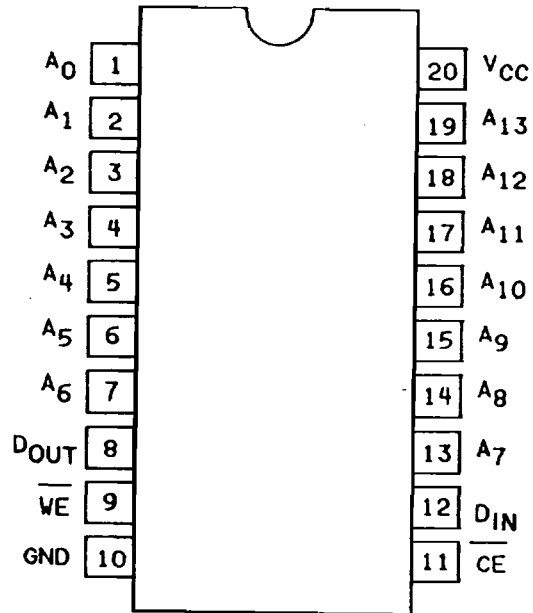 A0 1 20 VCC
A1 2 19 A13
A2 3 18 A12
A3 4 17 A11
A4 5 16 A10
A5 6 15 A9
A6 7 14 A8
DOUT 8 13 A7
WE 9 12 DIN
GND 10 11 CE